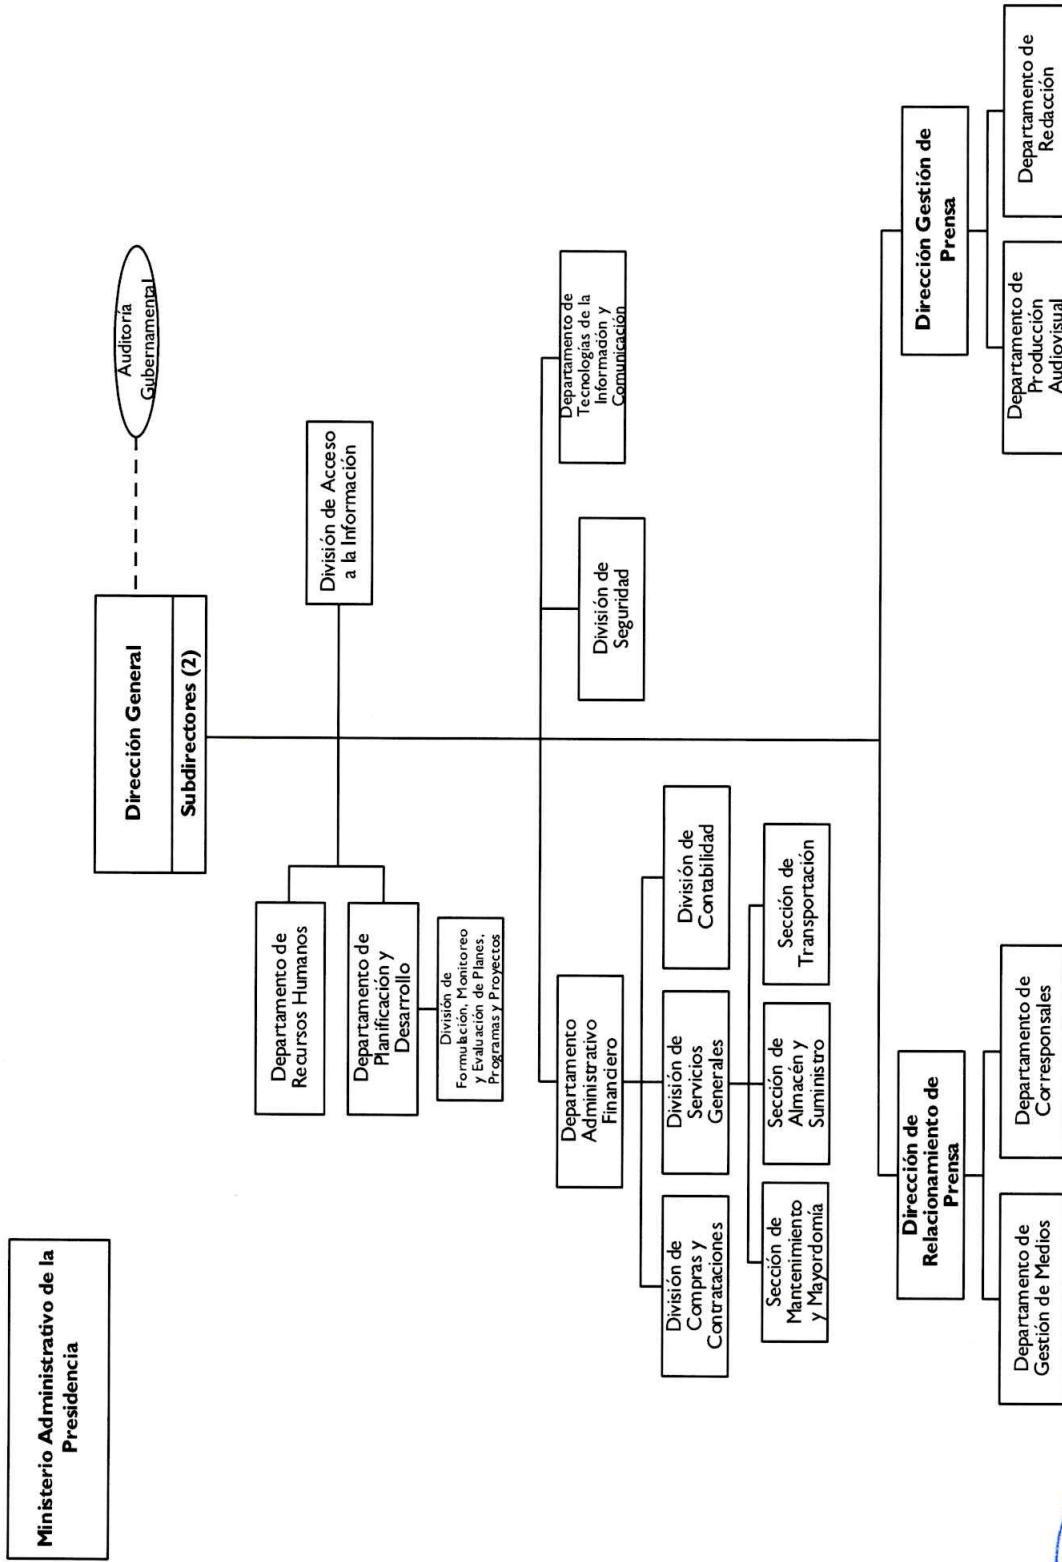 Ministerio Administrativo de la
Presidencia
Dirección General
Subdirectores (2)
Auditoría
Gubernamental
Departamento de
Recursos Humanos
Departamento de
Planificación y
Desarrollo
División de
Formulación, Monitoreo
y Evaluación de Planes,
Programas y Proyectos
División de Acceso
a la Información
Departamento
Administrativo
Financiero
División de
Seguridad
Departamento de
Tecnologías de la
Información y
Comunicación
División de
Compras y
Contrataciones
División de
Servicios
Generales
División de
Contabilidad
Sección de
Mantenimiento
y Mayordomía
Sección de
Almacén y
Suministro
Sección de
Transportación
Dirección de
Relacionamiento de
Prensa
Dirección Gestión de
Prensa
Departamento de
Gestión de Medios
Departamento de
Corresponsales
Departamento de
Producción
Audiovisual
Departamento de
Redacción